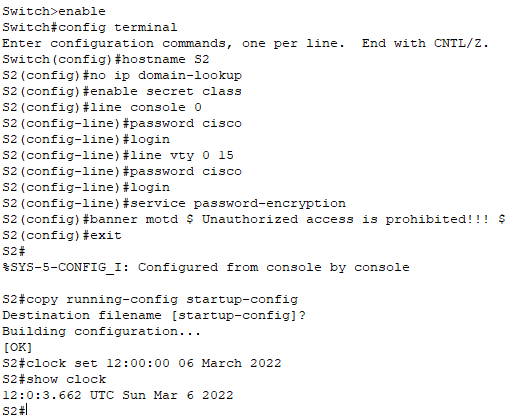 Switch>enable
Switch#config terminal
Enter configuration commands, one per line.  End with CNTL/Z.
Switch(config)#hostname S2
S2(config)#no ip domain-lookup
S2(config)#enable secret class
S2(config)#line console 0
S2(config-line)#password cisco
S2(config-line)#login
S2(config-line)#line vty 0 15
S2(config-line)#password cisco
S2(config-line)#login
S2(config-line)#service password-encryption
S2(config)#banner motd $ Unauthorized access is prohibited!!! $
S2(config)#exit
S2#
%SYS-5-CONFIG_I: Configured from console by console

S2#copy running-config startup-config
Destination filename [startup-config]?
Building configuration...
[OK]
S2#clock set 12:00:00 06 March 2022
S2#show clock
12:0:3.662 UTC Sun Mar 6 2022
S2#